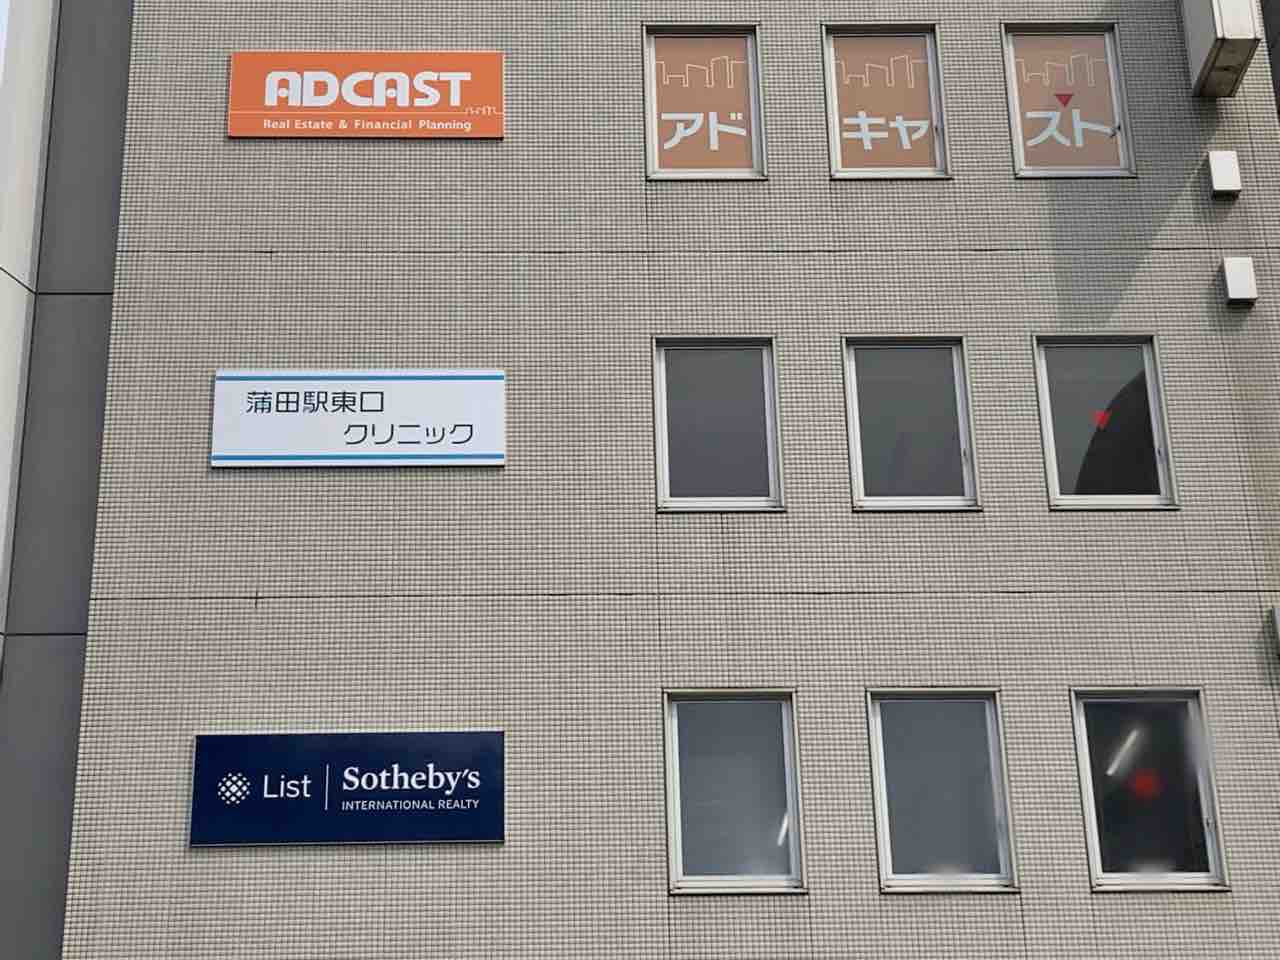 ADCAST
Real Estate & Financial Planning
アド
キャ
スト
蒲田駅東口
クリニック
List
Sotheby's
INTERNATIONAL REALTY